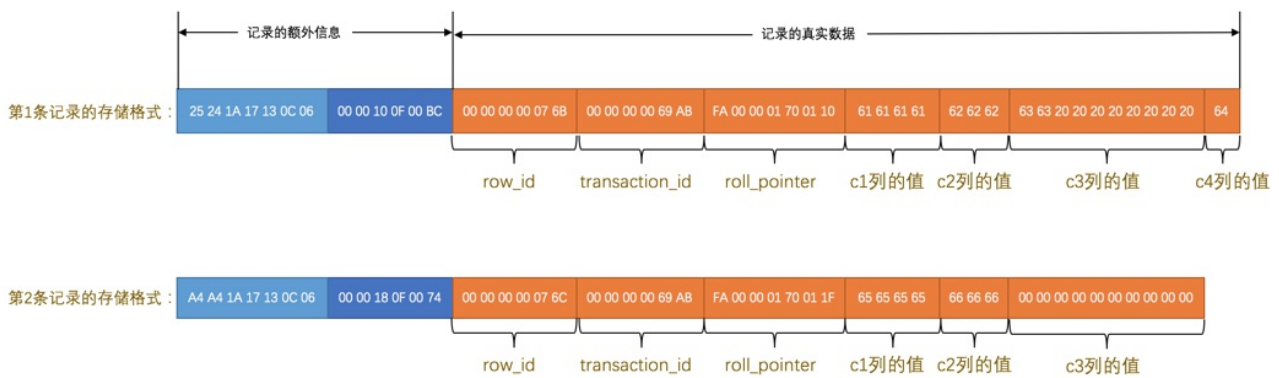 记录的额外信息 记录的真实数据
第1条记录的存储格式： 25 24 1A 17 13 0C 06 00 00 10 0F 00 BC 00 00 00 00 07 6B 00 00 00 00 69 AB FA 00 00 01 70 01 10 61 61 61 61 62 62 62 63 63 20 20 20 20 20 20 20 20 64
row_id transaction_id roll_pointer c1列的值 c2列的值 c3列的值 c4列的值
第2条记录的存储格式： A4 A4 1A 17 13 0C 06 00 00 18 0F 00 74 00 00 00 00 07 6C 00 00 00 00 69 AB FA 00 00 01 70 01 1F 65 65 65 65 66 66 66 00 00 00 00 00 00 00 00 00 00
row_id transaction_id roll_pointer c1列的值 c2列的值 c3列的值